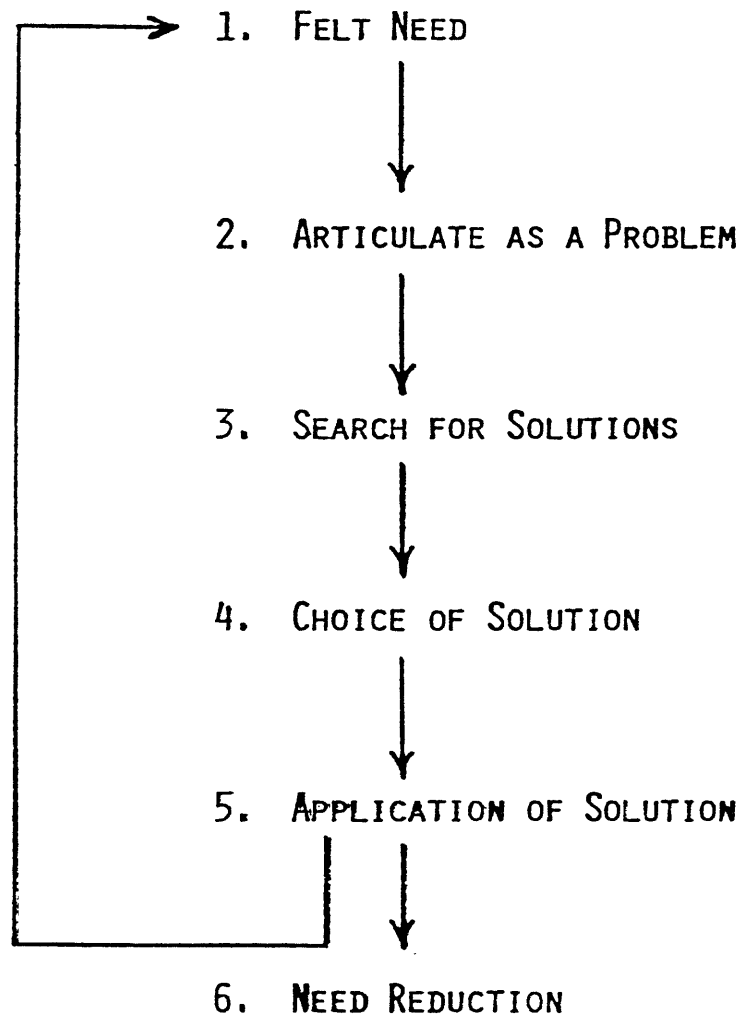 1. FELT NEED
2. ARTICULATE AS A PROBLEM
3. SEARCH FOR SOLUTIONS
4. CHOICE OF SOLUTION
5. APPLICATION OF SOLUTION
6. NEED REDUCTION